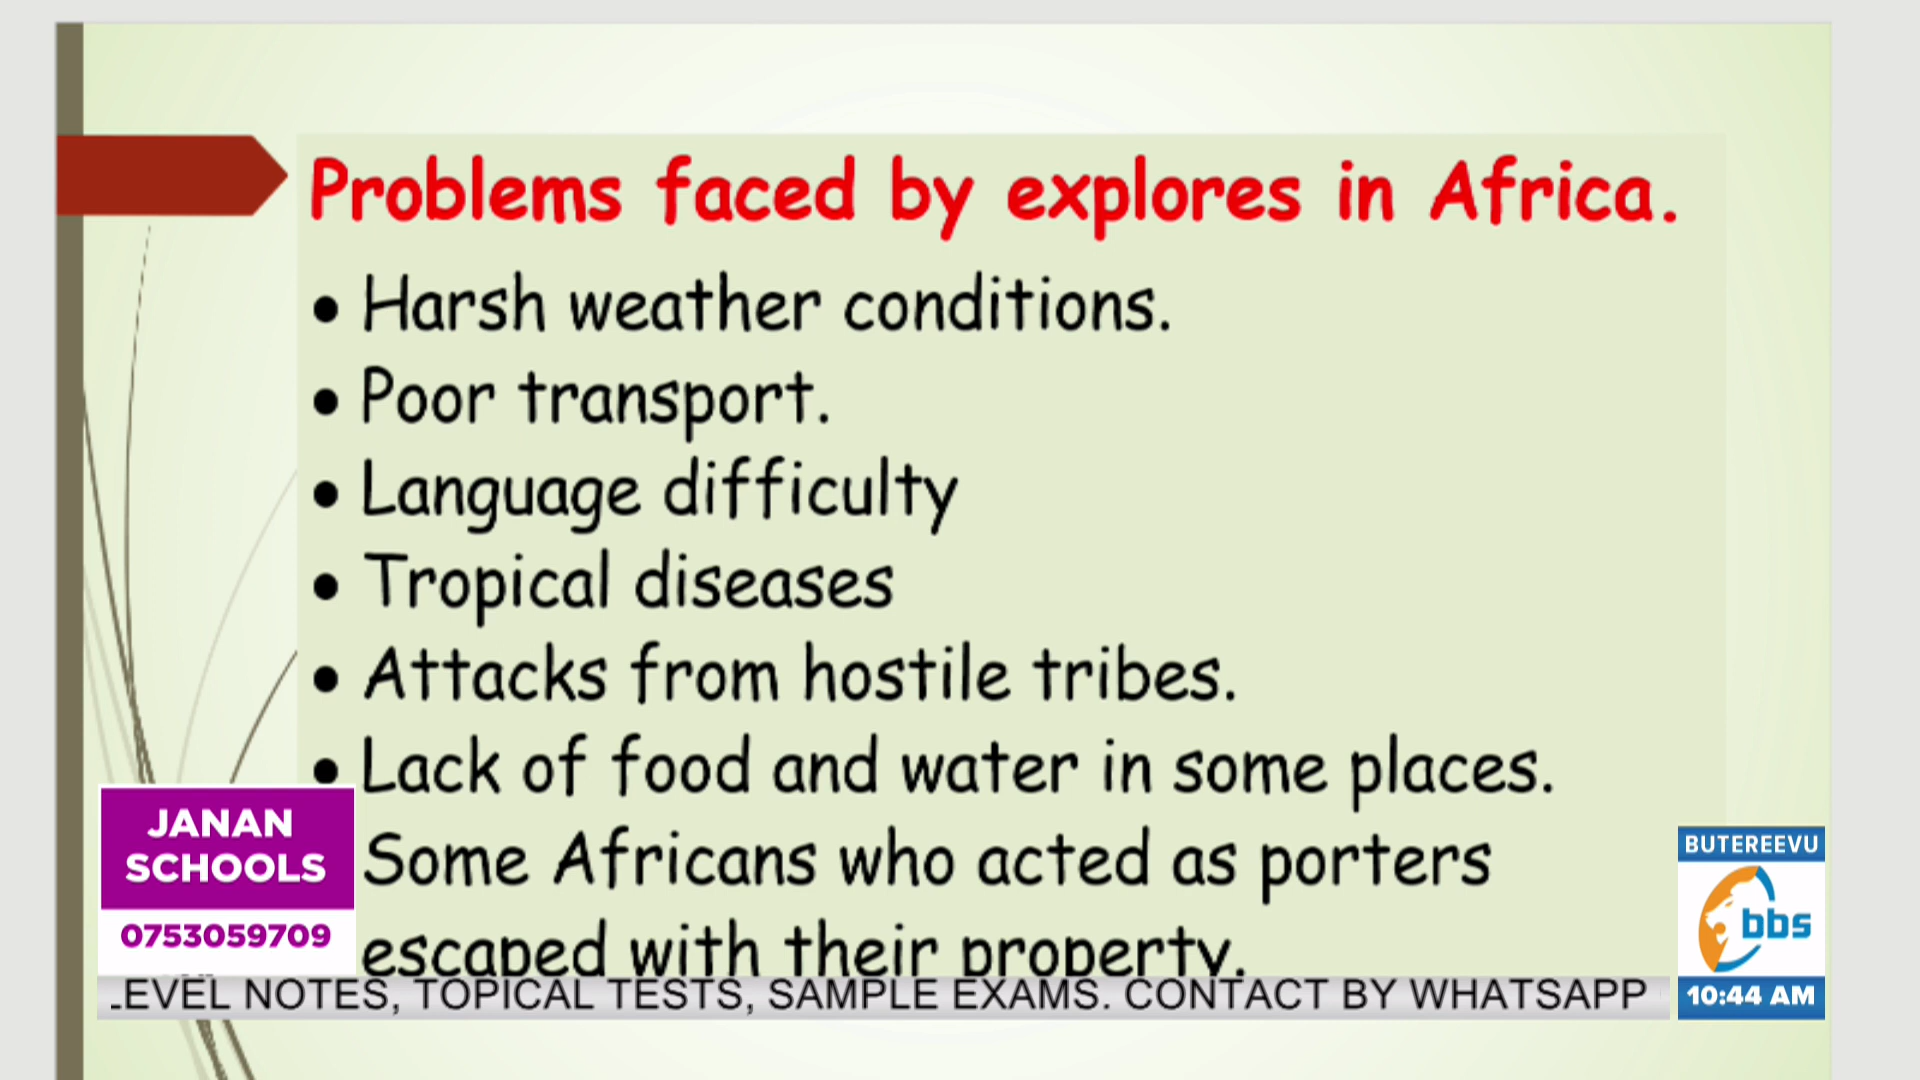 Problems faced by explores in Africa.
• Harsh weather conditions.
• Poor transport.
• Language difficulty
• Tropical diseases
• Attacks from hostile tribes.
• Lack of food and water in some places.
Some Africans who acted as porters
escaped with their property.
JANAN
SCHOOLS
0753059709
BUTEREEVU
bbs
10:44 AM
LEVEL NOTES, TOPICAL TESTS, SAMPLE EXAMS. CONTACT BY WHATSAPP